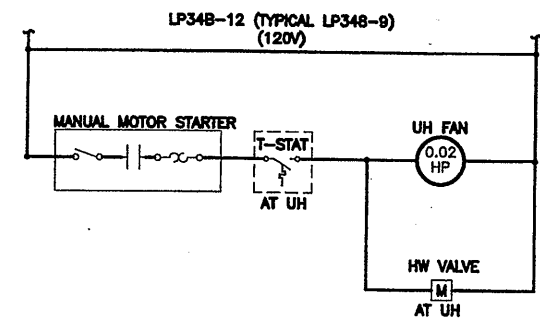 LP34B-12 (TYPICAL LP348-9)
(120V)
MANUAL MOTOR STARTER
T-STAT
AT UH
UH FAN
0.02
HP
HW VALVE
M
AT UH